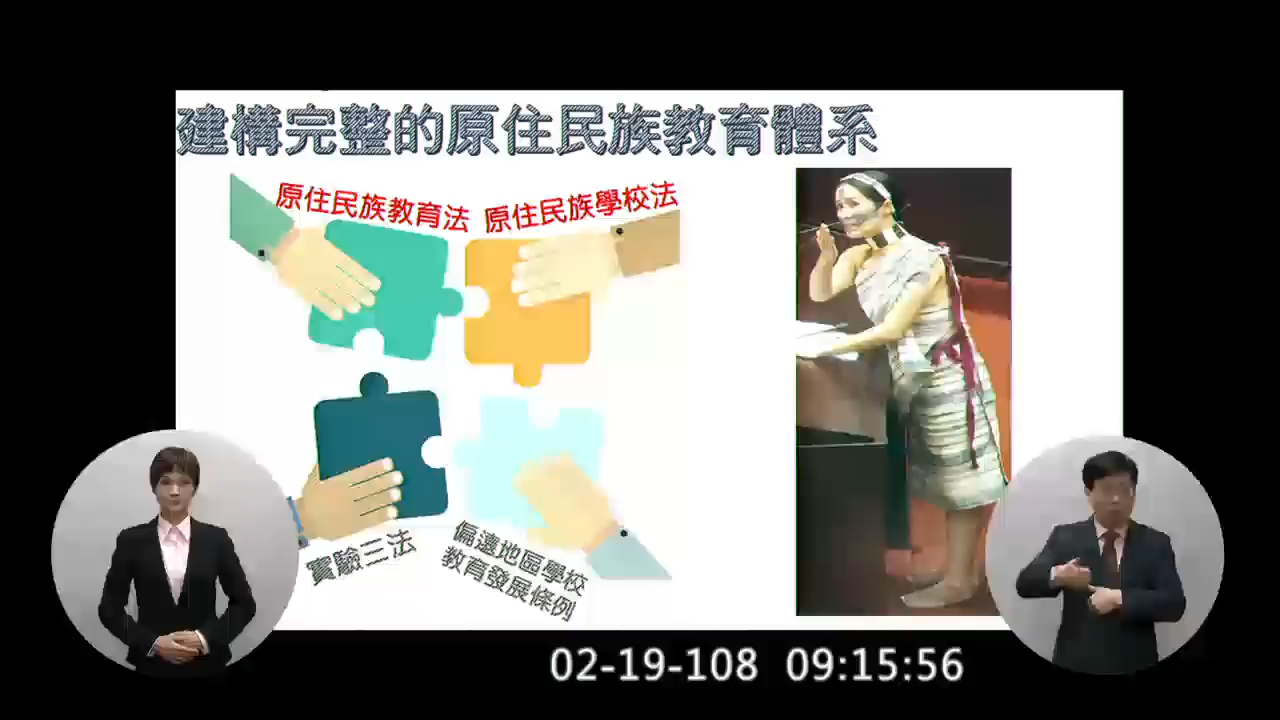 建構完整的原住民族教育體系
原住民族教育法
原住民族學校法
實驗三法
偏遠地區學校
教育發展條例
02-19-108 09:15:56